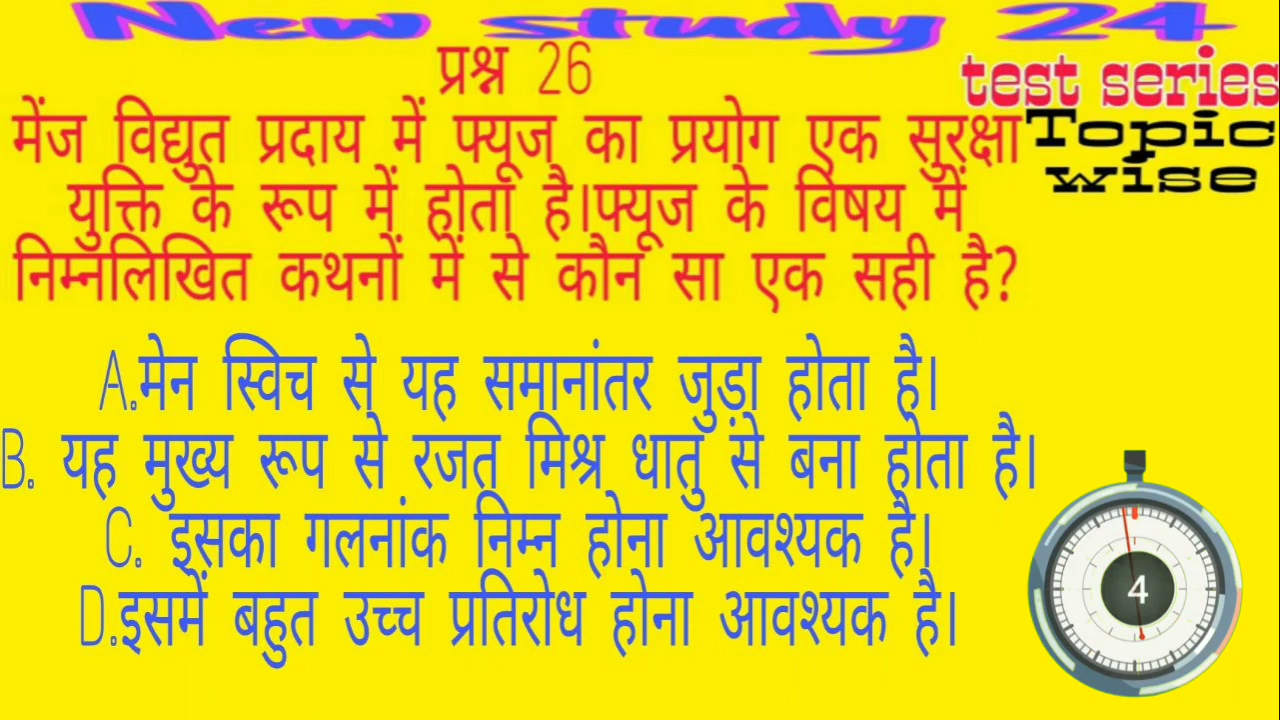 New study 24
प्रश्न 26
test series
Topic
wise
मेंज विद्युत प्रदाय में फ्यूज का प्रयोग एक सुरक्षा
युक्ति के रूप में होता है।फ्यूज के विषय में
निम्नलिखित कथनों में से कौन सा एक सही है?
A.मेन स्विच से यह समानांतर जुड़ा होता है।
B. यह मुख्य रूप से रजत मिश्र धातु से बना होता है।
C. इसका गलनांक निम्न होना आवश्यक है।
D.इसमें बहुत उच्च प्रतिरोध होना आवश्यक है।
4